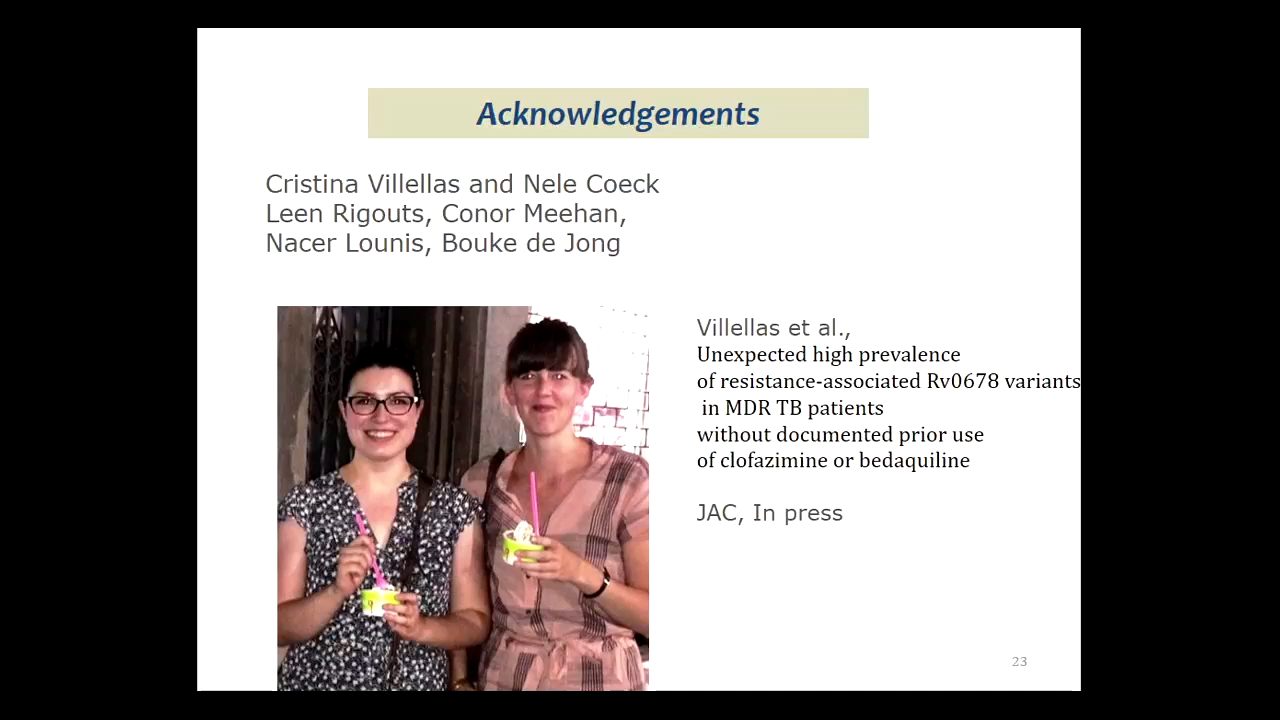 Acknowledgements
Cristina Villellas and Nele Coeck
Leen Rigouts, Conor Meehan,
Nacer Lounis, Bouke de Jong
Villellas et al.,
Unexpected high prevalence
of resistance-associated Rv0678 variants
in MDR TB patients
without documented prior use
of clofazimine or bedaquiline
JAC, In press
23